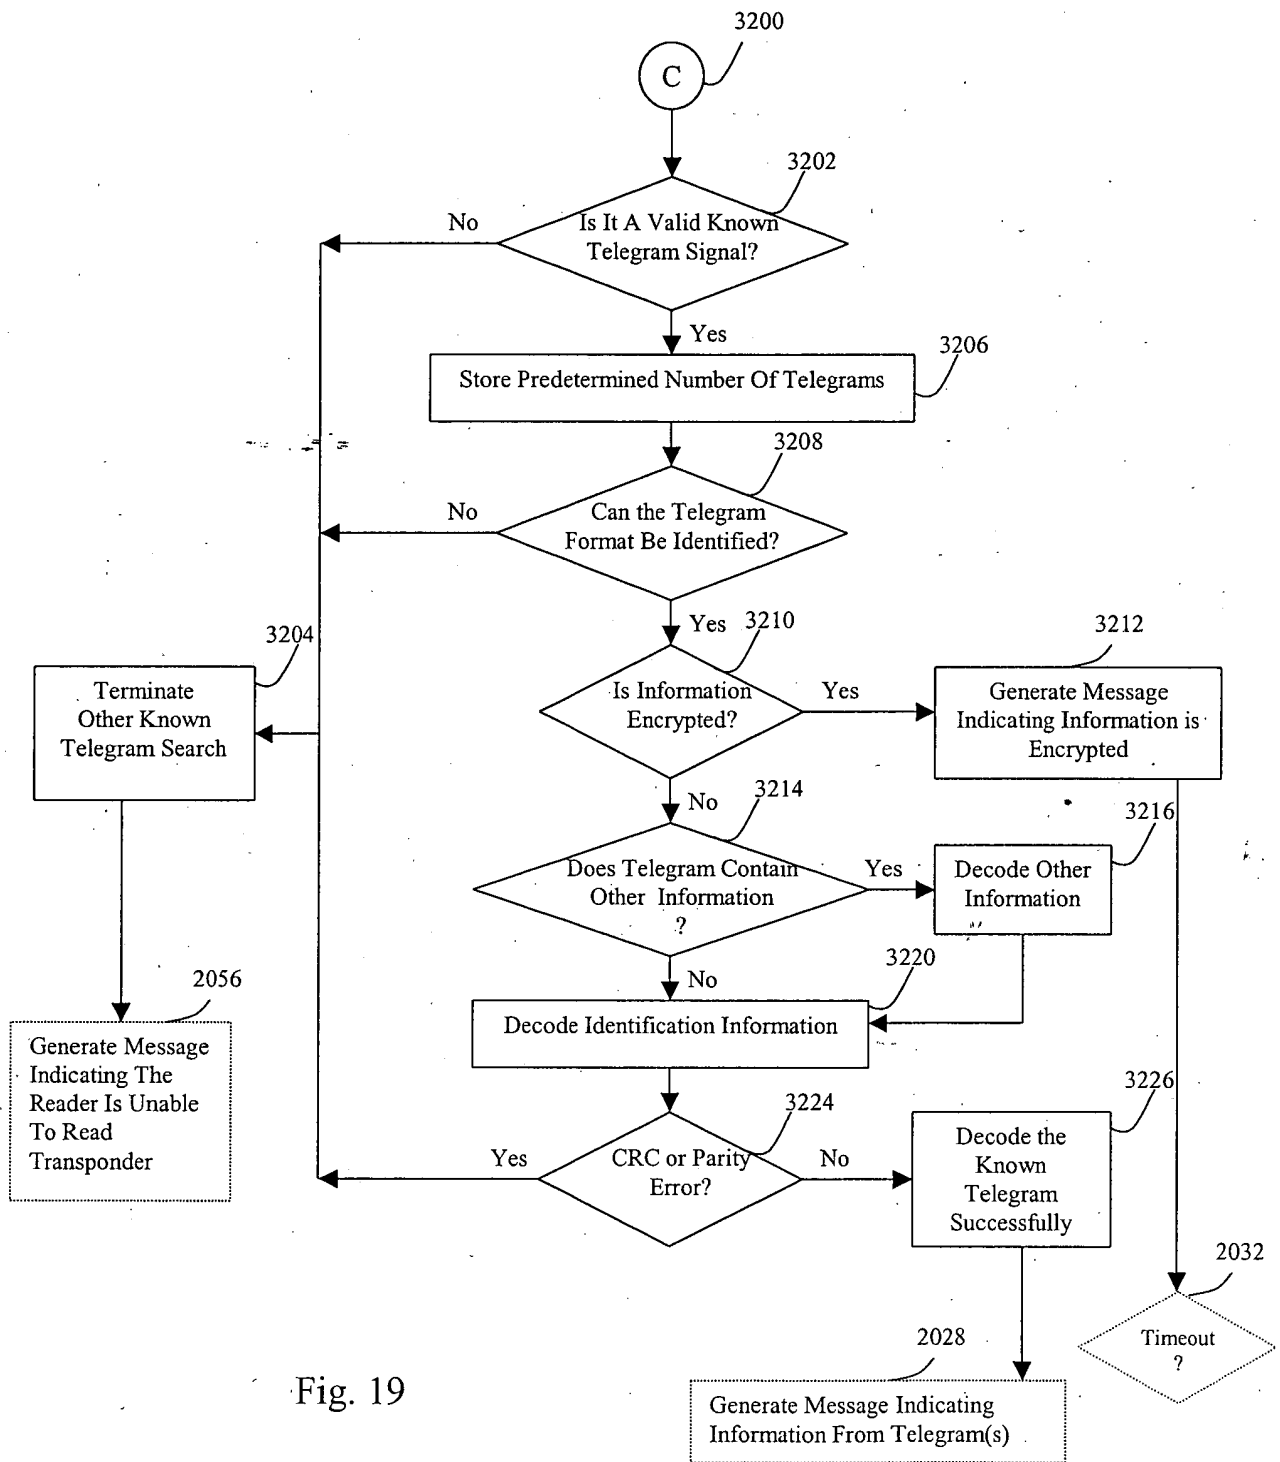 3200
C
3202
No
Is It A Valid Known
Telegram Signal?
Yes
3206
Store Predetermined Number Of Telegrams
3208
No
Can the Telegram
Format Be Identified?
Yes
3210
3204
3212
Terminate
Other Known
Telegram Search
Is Information
Encrypted?
Yes
Generate Message
Indicating Information is
Encrypted
No
3214
3216
Does Telegram Contain
Other Information
?
Yes
Decode Other
Information
No
3220
2056
Decode Identification Information
Generate Message
Indicating The
Reader Is Unable
To Read
Transponder
3224
3226
Yes
CRC or Parity
Error?
No
Decode the
Known
Telegram
Successfully
2032
Timeout
?
2028
Fig. 19
Generate Message Indicating
Information From Telegram(s)